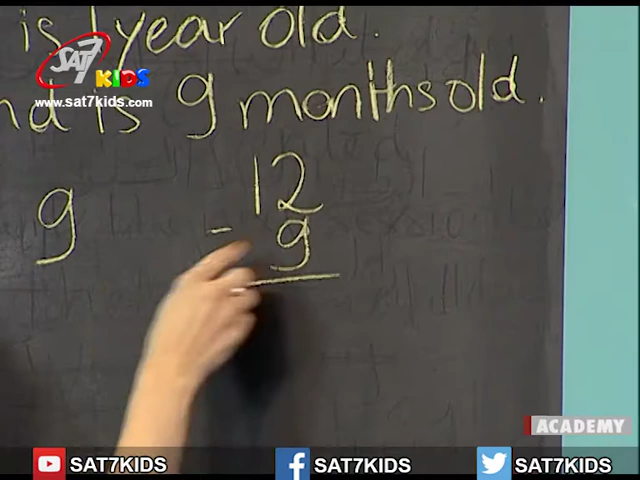 is 1 year old.
SAT7 KIDS
www.sat7kids.com
is 9 months old.
9
12
- 9
ACADEMY
SAT7KIDS
SAT7KIDS
SAT7KIDS